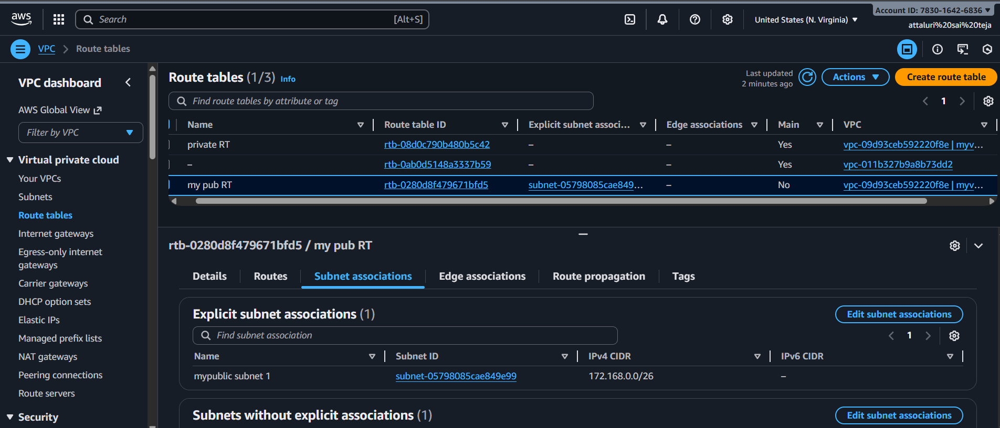 aws
Search [Alt+S]
United States (N. Virginia)
Account ID: 7830-1642-6836
attaluri%20sai%20teja
VPC
Route tables
VPC dashboard
AWS Global View
Filter by VPC
Virtual private cloud
Your VPCs
Subnets
Route tables
Internet gateways
Egress-only internet
gateways
Carrier gateways
DHCP option sets
Elastic IPs
Managed prefix lists
NAT gateways
Peering connections
Route servers
Security
Route tables (1/3) Info
Last updated
2 minutes ago
Actions
Create route table
Find route tables by attribute or tag
1
Name Route table ID Explicit subnet associ... Edge associations Main VPC
private RT rtb-08d0c790b480b5c42 – – Yes vpc-09d93ceb592220f8e | myv...
– rtb-0ab0d5148a3337b59 – – Yes vpc-011b327b9a8b73dd2
my pub RT rtb-0280d8f479671bfd5 subnet-05798085cae849... – No vpc-09d93ceb592220f8e | myv...
rtb-0280d8f479671bfd5 / my pub RT
Details Routes Subnet associations Edge associations Route propagation Tags
Explicit subnet associations (1)
Edit subnet associations
Find subnet association
1
Name Subnet ID IPv4 CIDR IPv6 CIDR
mypublic subnet 1 subnet-05798085cae849e99 172.168.0.0/26 –
Subnets without explicit associations (1)
Edit subnet associations